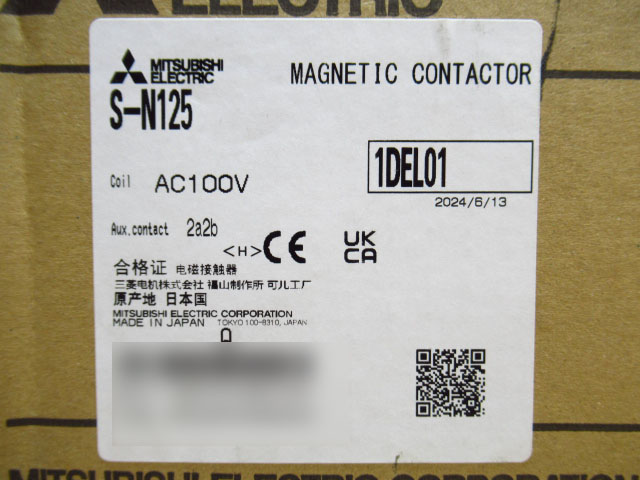 ELECTRIC
MITSUBISHI
ELECTRIC
MAGNETIC CONTACTOR
S-N125
1DEL01
Coil AC100V
2024/6/13
Aux.contact 2a2b
<H> CE UK
CA
合格证 电磁接触器
三菱电机株式会社 福山制作所 可儿工厂
原产地 日本国
MITSUBISHI ELECTRIC CORPORATION
MADE IN JAPAN TOKYO 100-8310, JAPAN
MITSUBISHI ELECTRIC CORPORATION